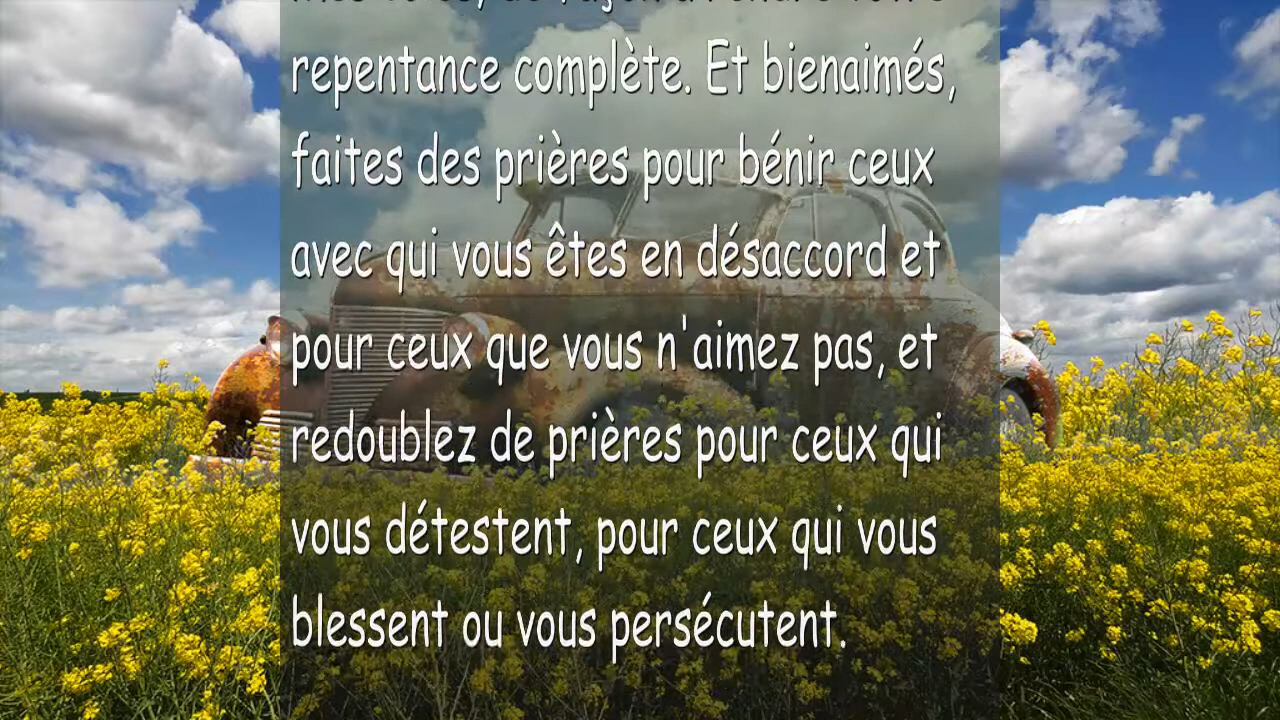 repentance complète. Et bienaimés,
faites des prières pour bénir ceux
avec qui vous êtes en désaccord et
pour ceux que vous n'aimez pas, et
redoublez de prières pour ceux qui
vous détestent, pour ceux qui vous
blessent ou vous persécutent.